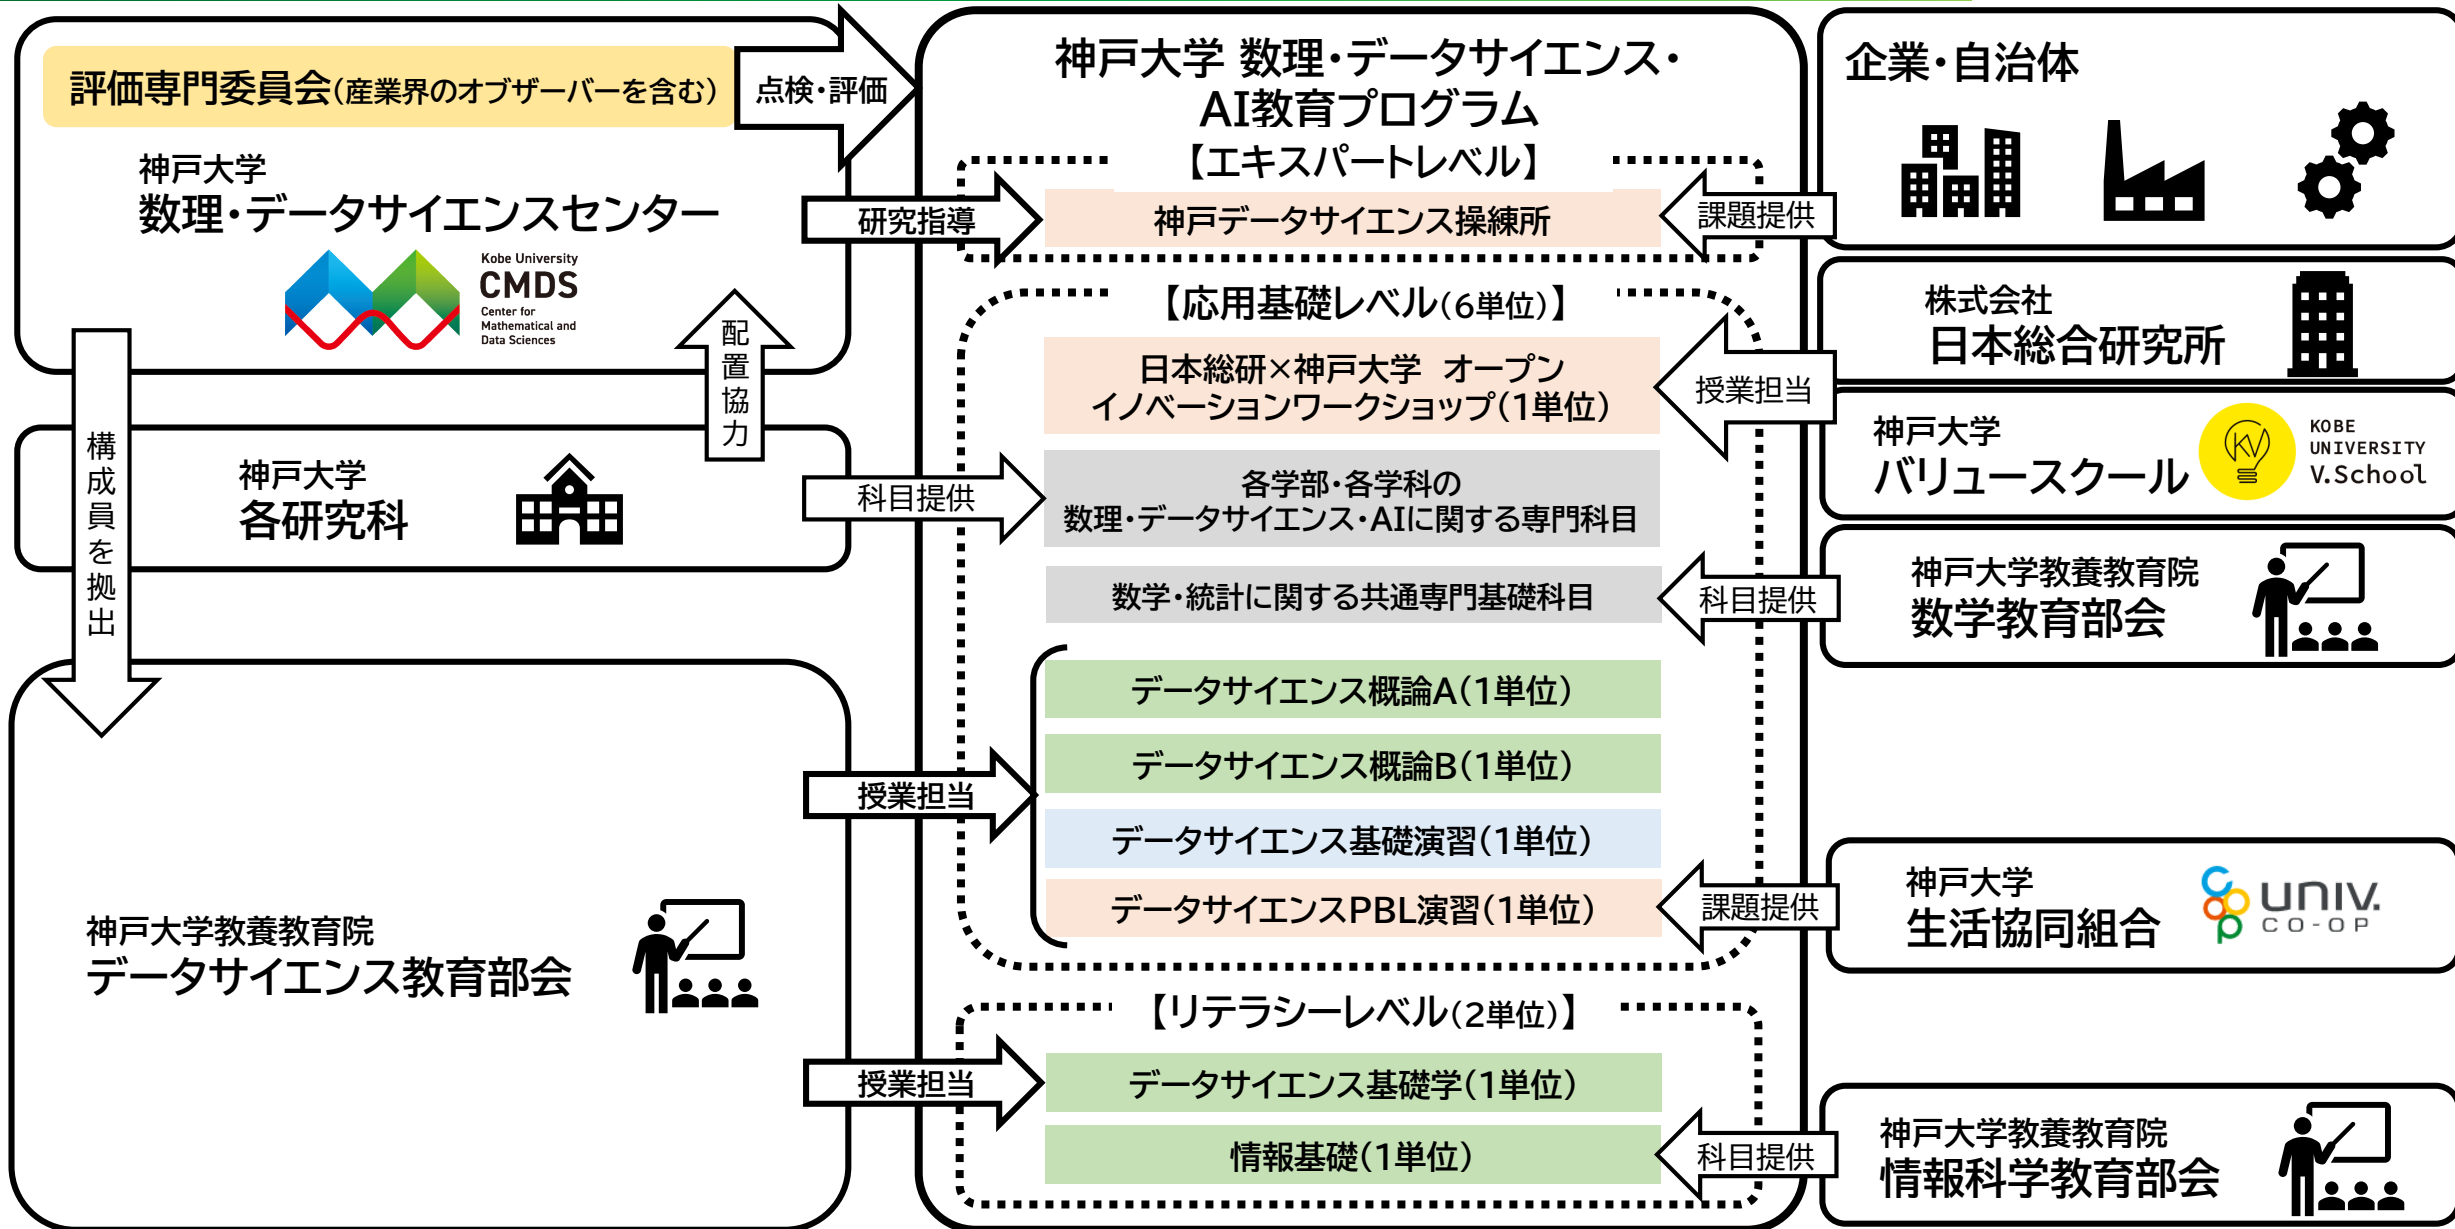 評価専門委員会(産業界のオブザーバーを含む)
点検・評価
神戸大学
数理・データサイエンスセンター
Kobe University
CMDS
Center for
Mathematical and
Data Sciences
配置協力
構成員を拠出
神戸大学
各研究科
神戸大学教養教育院
データサイエンス教育部会
研究指導
科目提供
授業担当
授業担当
神戸大学 数理・データサイエンス・
AI教育プログラム
【エキスパートレベル】
神戸データサイエンス操練所
【応用基礎レベル(6単位)】
日本総研×神戸大学 オープン
イノベーションワークショップ(1単位)
各学部・各学科の
数理・データサイエンス・AIに関する専門科目
数学・統計に関する共通専門基礎科目
データサイエンス概論A(1単位)
データサイエンス概論B(1単位)
データサイエンス基礎演習(1単位)
データサイエンスPBL演習(1単位)
【リテラシーレベル(2単位)】
データサイエンス基礎学(1単位)
情報基礎(1単位)
課題提供
授業担当
科目提供
課題提供
科目提供
企業・自治体
株式会社
日本総合研究所
神戸大学
バリュースクール
KV
KOBE
UNIVERSITY
V.School
神戸大学教養教育院
数学教育部会
神戸大学
生活協同組合
coop
UNIV.
CO-OP
神戸大学教養教育院
情報科学教育部会